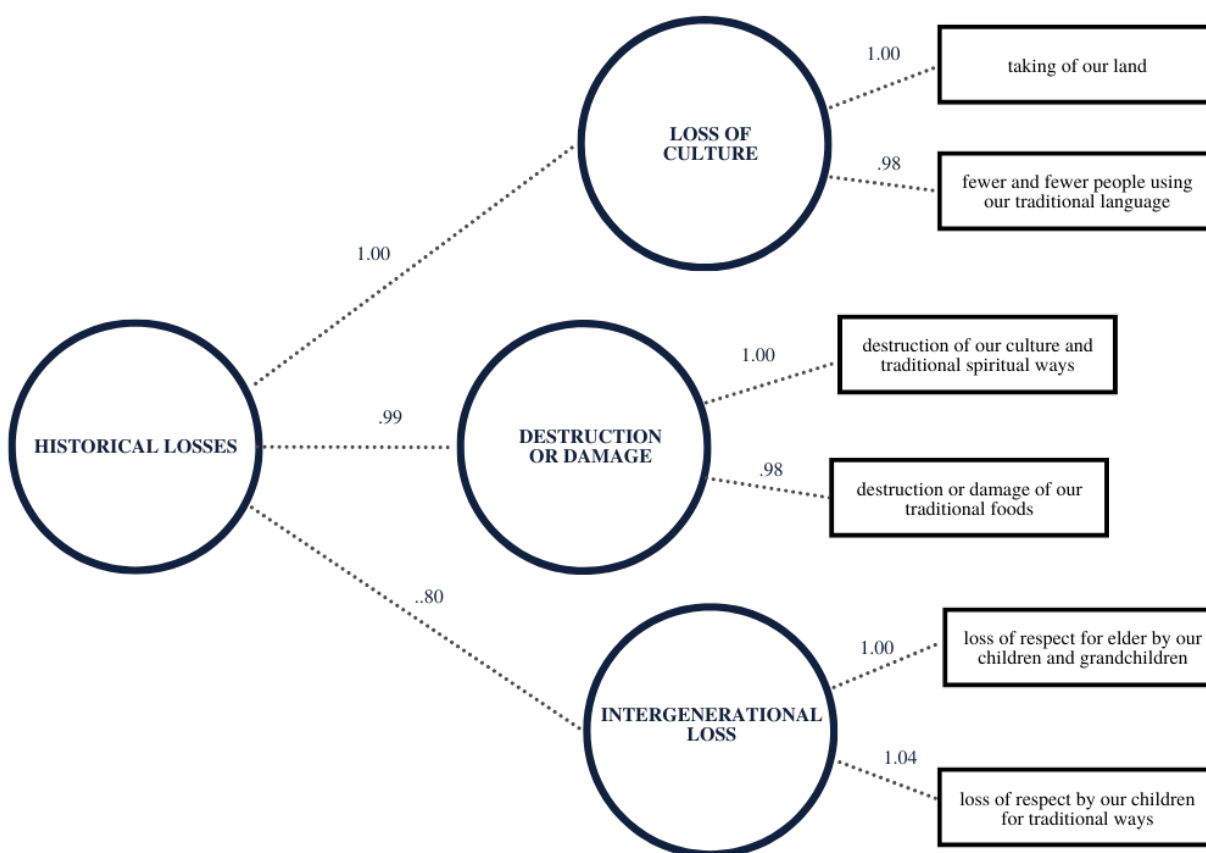 1.00
taking of our land
LOSS OF
CULTURE
.98
fewer and fewer people using
our traditional language
1.00
HISTORICAL LOSSES
.99
DESTRUCTION
OR DAMAGE
1.00
destruction of our culture and
traditional spiritual ways
.98
destruction or damage of our
traditional foods
..80
INTERGENERATIONAL
LOSS
1.00
loss of respect for elder by our
children and grandchildren
1.04
loss of respect by our children
for traditional ways